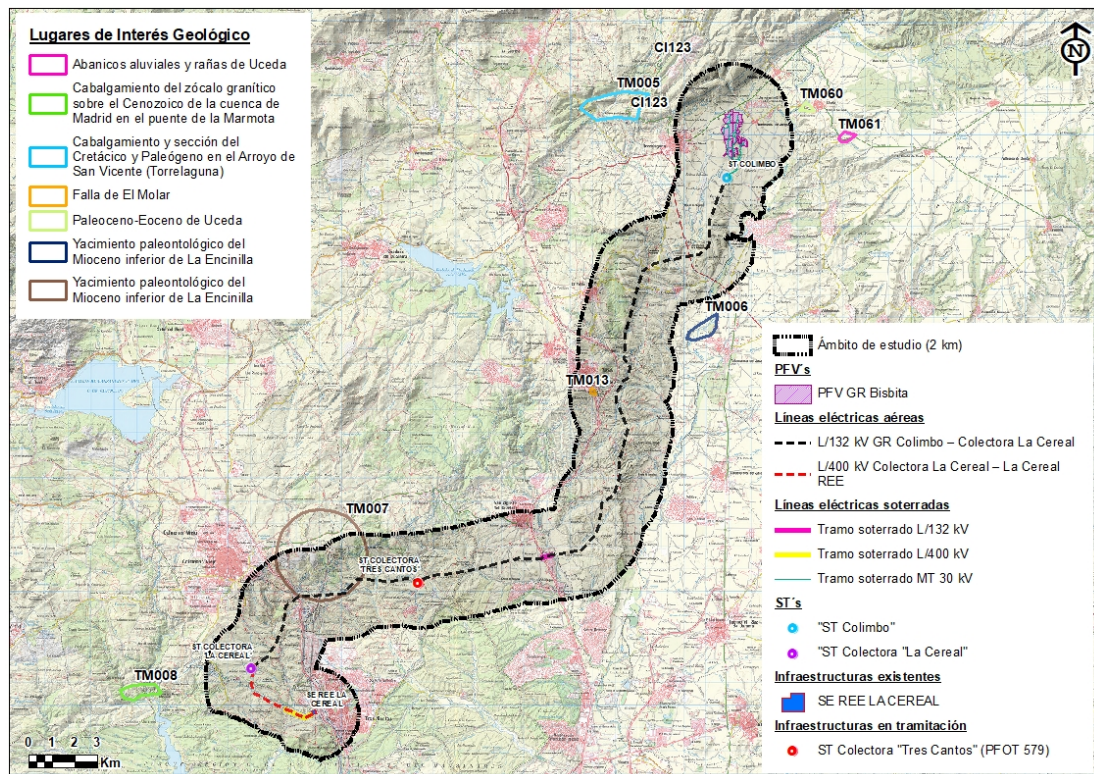 Lugares de Interés Geológico
Abanicos aluviales y rañas de Uceda
Cabalgamiento del zócalo granítico
sobre el Cenozoico de la cuenca de
Madrid en el puente de la Marmota
Cabalgamiento y sección del
Cretácico y Paleógeno en el Arroyo de
San Vicente (Torrelaguna)
Falla de El Molar
Paleoceno-Eoceno de Uceda
Yacimiento paleontológico del
Mioceno inferior de La Encinilla
Yacimiento paleontológico del
Mioceno inferior de La Encinilla
N
CI123
TM005
CI123
TM060
TM061
ST COLIMBO
TM006
TM013
TM007
ST COLECTORA
"TRES CANTOS"
ST COLECTORA
"LA CEREAL"
TM008
SE REE LA
CEREAL
0 1 2 3
Km
Ámbito de estudio (2 km)
PFV´s
PFV GR Bisbita
Líneas eléctricas aéreas
L/132 kV GR Colimbo – Colectora La Cereal
L/400 kV Colectora La Cereal – La Cereal
REE
Líneas eléctricas soterradas
Tramo soterrado L/132 kV
Tramo soterrado L/400 kV
Tramo soterrado MT 30 kV
ST´s
"ST Colimbo"
"ST Colectora "La Cereal"
Infraestructuras existentes
SE REE LA CEREAL
Infraestructuras en tramitación
ST Colectora "Tres Cantos" (PFOT 579)